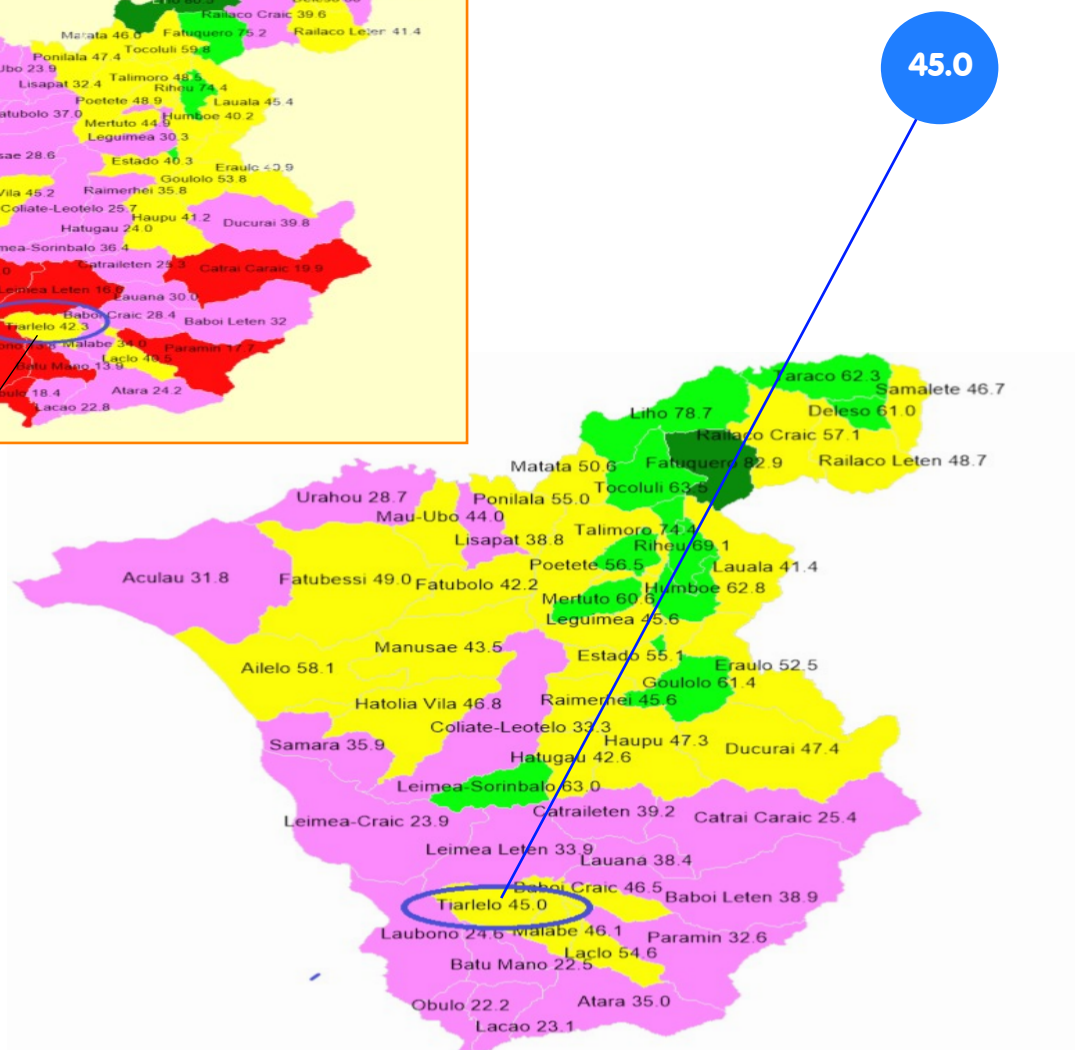 Railaco Craic 39.6
Matata 46.0
Fatuquero 75.2
Railaco Leten 41.4
Tocoluli 59.8
Ponilala 47.4
Ubo 23.9
Lisapat 32.4
Talimoro 48.5
Riheu 74.4
Poetete 48.9
Lauala 45.4
atubolo 37.0
Mertuto 44.9
Humboe 40.2
Leguimea 30.3
sae 28.6
Estado 40.3
Eraulo 40.9
Goulolo 53.8
Vila 45.2
Raimerhei 35.8
Coliate-Leotelo 25.7
Haupu 41.2
Ducurai 39.8
Hatugau 24.0
mea-Sorinbalo 36.4
Catraileten 25.3
Catrai Caraic 19.9
Leimea Leten 16.6
Lauana 30.0
Baboi Craic 28.4
Baboi Leten 32
Tiarlelo 42.3
Malabe 34.0
Paramin 17.7
Laclo 49.5
Batu Mano 13.9
Atara 24.2
bulo 18.4
Lacao 22.8
45.0
Taraco 62.3
Samalete 46.7
Liho 78.7
Deleso 61.0
Railaco Craic 57.1
Matata 50.6
Fatuquero 82.9
Railaco Leten 48.7
Tocoluli 63.5
Urahou 28.7
Ponilala 55.0
Mau-Ubo 44.0
Talimoro 74.4
Lisapat 38.8
Riheu 69.1
Poetete 56.5
Lauala 41.4
Aculau 31.8
Fatubessi 49.0
Fatubolo 42.2
Humboe 62.8
Mertuto 60.6
Leguimea 45.6
Manusae 43.5
Estado 55.1
Eraulo 52.5
Ailelo 58.1
Goulolo 61.4
Hatolia Vila 46.8
Raimerhei 45.6
Coliate-Leotelo 33.3
Samara 35.9
Haupu 47.3
Ducurai 47.4
Hatugau 42.6
Leimea-Sorinbalo 63.0
Catraileten 39.2
Catrai Caraic 25.4
Leimea-Craic 23.9
Leimea Leten 33.9
Lauana 38.4
Baboi Craic 46.5
Baboi Leten 38.9
Tiarlelo 45.0
Laubono 24.6
Malabe 46.1
Paramin 32.6
Laclo 54.6
Batu Mano 22.5
Obulo 22.2
Atara 35.0
Lacao 23.1